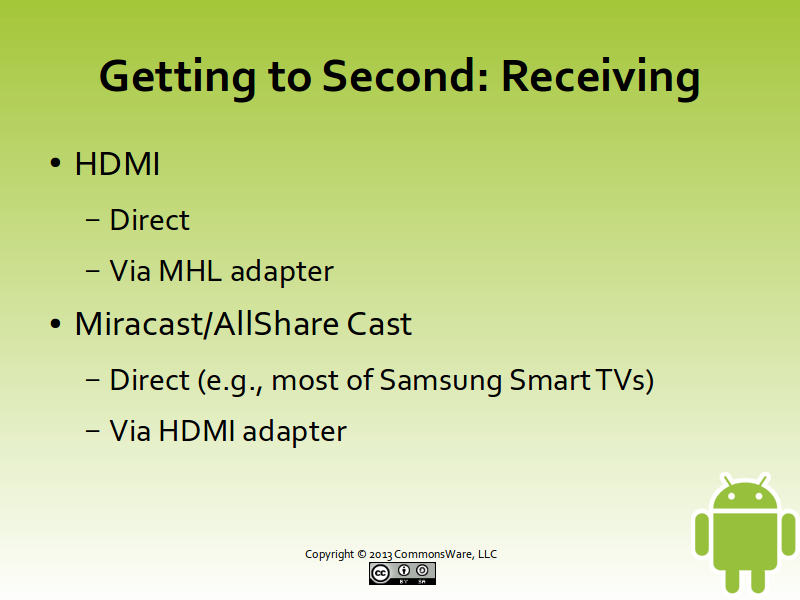 Getting to Second: Receiving
• HDMI
– Direct
– Via MHL adapter
• Miracast/AllShare Cast
– Direct (e.g., most of Samsung Smart TVs)
– Via HDMI adapter
Copyright © 2013 CommonsWare, LLC
cc
BY SA